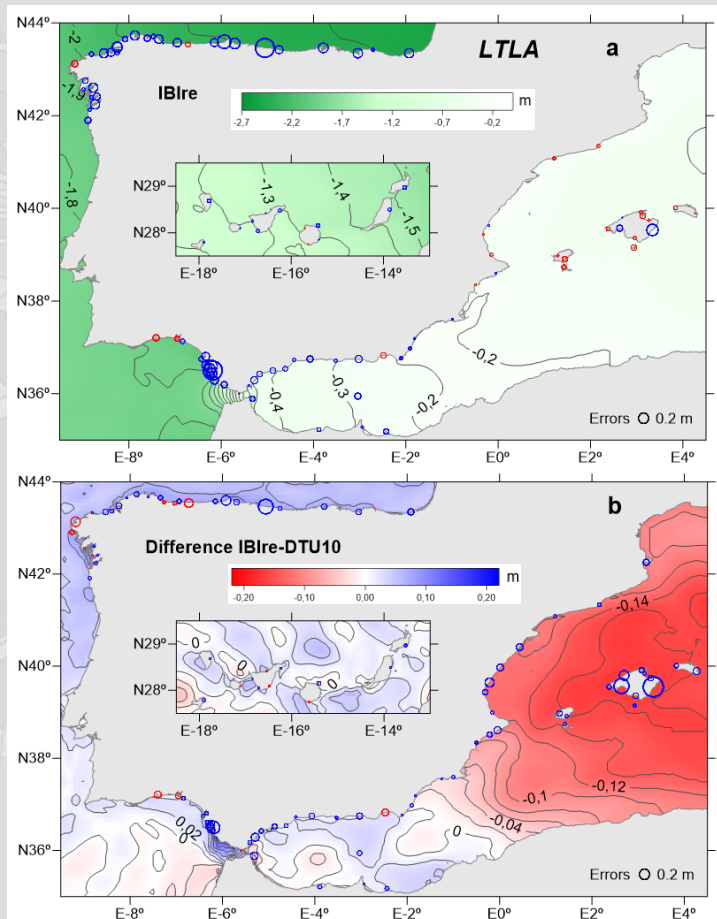 N44º
LTLA
a
-2
IBIre
m
-1,9
-2,7 -2,2 -1,7 -1,2 -0,7 -0,2
N42º
N40º
-1,8
N29º
N28º
-1,3
-1,4
-1,5
E-18º E-16º E-14º
N38º
-0,2
N36º
-0,4
-0,3
-0,2
Errors 0.2 m
E-8º E-6º E-4º E-2º E0º E2º E4º
N44º
b
Difference IBIre-DTU10
m
-0,20 -0,10 0,00 0,10 0,20
N42º
-0,14
N40º
N29º
N28º
0
0
0
E-18º E-16º E-14º
N38º
-0,12
-0,1
-0,04
0,02
0
0
N36º
Errors 0.2 m
E-8º E-6º E-4º E-2º E0º E2º E4º